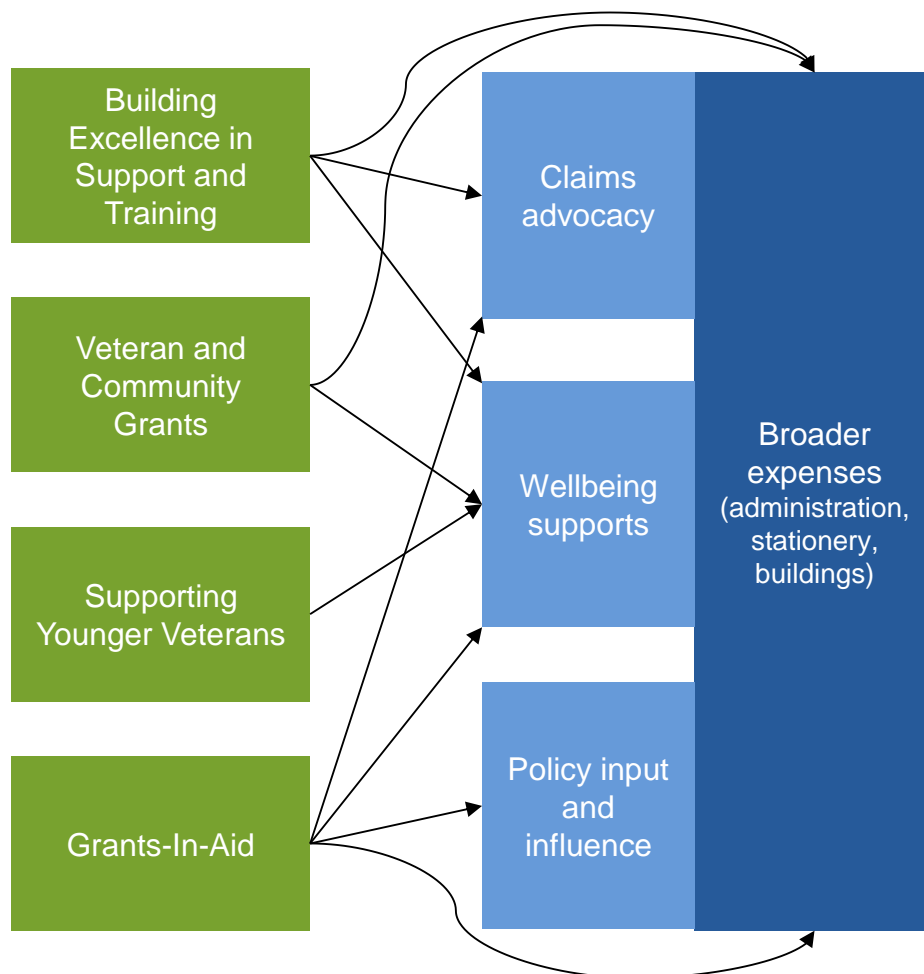 Building
Excellence in
Support and
Training
Veteran and
Community
Grants
Supporting
Younger Veterans
Grants-In-Aid
Claims
advocacy
Wellbeing
supports
Policy input
and
influence
Broader
expenses
(administration,
stationery,
buildings)